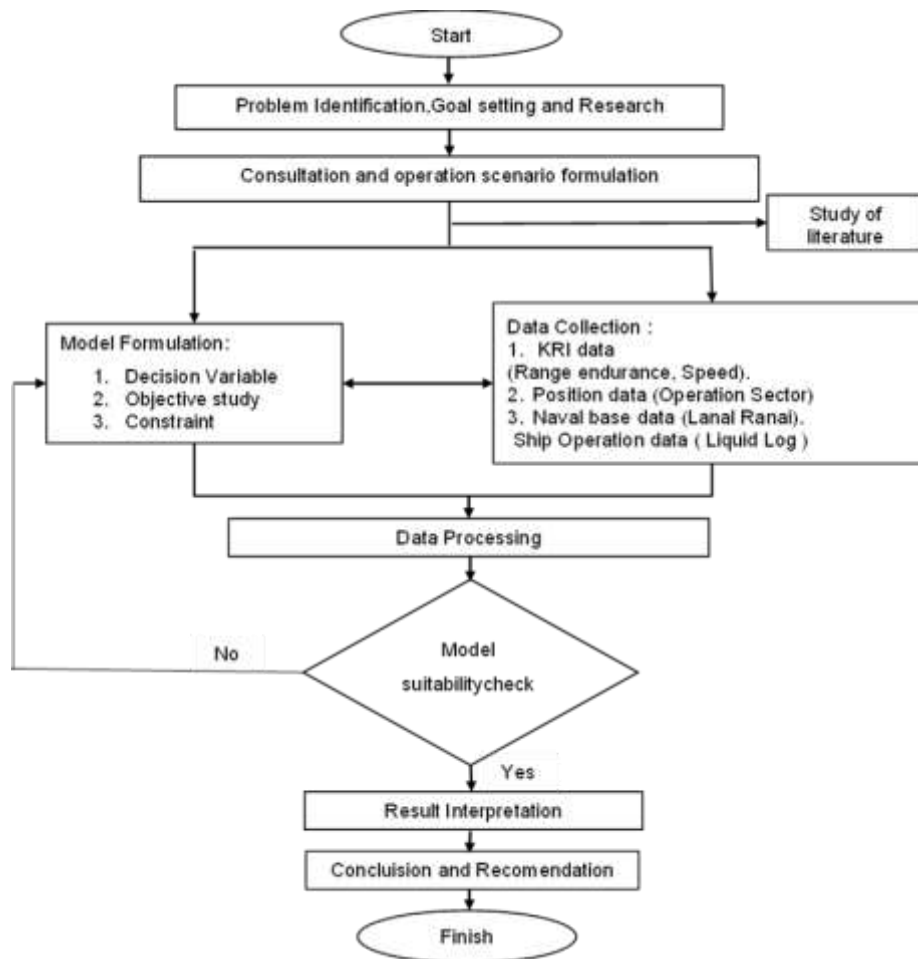 Start
Problem Identification,Goal setting and Research
Consultation and operation scenario formulation
Study of
literature
Model Formulation:
1. Decision Variable
2. Objective study
3. Constraint
Data Collection :
1. KRI data
(Range endurance, Speed).
2. Position data (Operation Sector)
3. Naval base data (Lanal Ranai).
Ship Operation data ( Liquid Log )
Data Processing
Model
suitabilitycheck
No
Yes
Result Interpretation
Concluision and Recomendation
Finish